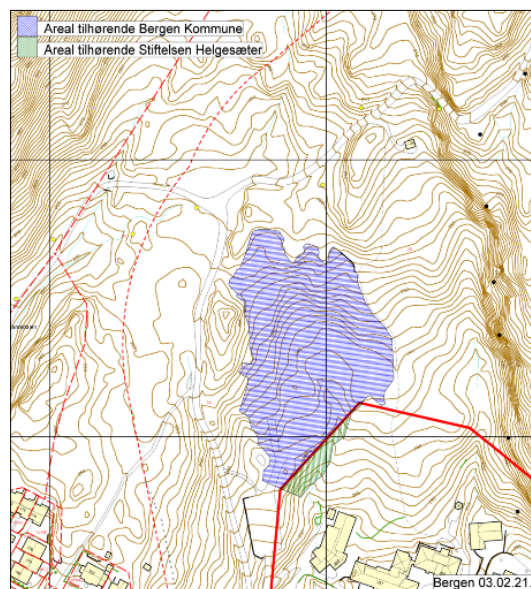 Areal tilhørende Bergen Kommune
Areal tilhørende Stiftelsen Helgesæter
Bergen 03.02.21.